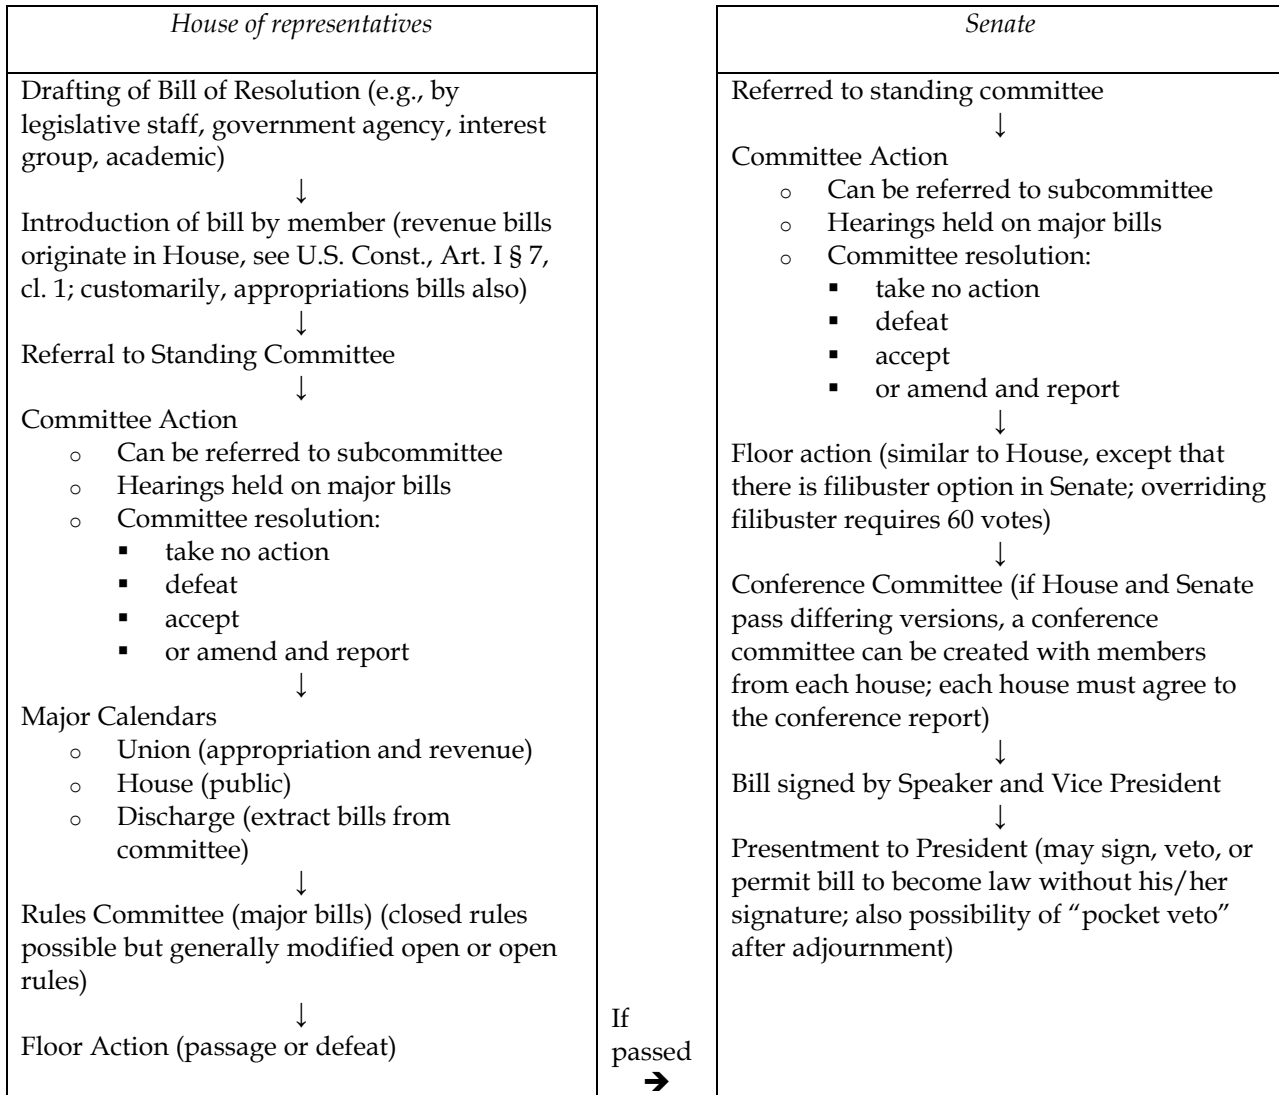 House of representatives
Drafting of Bill of Resolution (e.g., by
legislative staff, government agency, interest
group, academic)
↓
Introduction of bill by member (revenue bills
originate in House, see U.S. Const., Art. I § 7,
cl. 1; customarily, appropriations bills also)
↓
Referral to Standing Committee
↓
Committee Action
o Can be referred to subcommittee
o Hearings held on major bills
o Committee resolution:
▪ take no action
▪ defeat
▪ accept
▪ or amend and report
↓
Major Calendars
o Union (appropriation and revenue)
o House (public)
o Discharge (extract bills from
committee)
↓
Rules Committee (major bills) (closed rules
possible but generally modified open or open
rules)
↓
Floor Action (passage or defeat)
If
passed
➔
Senate
Referred to standing committee
↓
Committee Action
o Can be referred to subcommittee
o Hearings held on major bills
o Committee resolution:
▪ take no action
▪ defeat
▪ accept
▪ or amend and report
↓
Floor action (similar to House, except that
there is filibuster option in Senate; overriding
filibuster requires 60 votes)
↓
Conference Committee (if House and Senate
pass differing versions, a conference
committee can be created with members
from each house; each house must agree to
the conference report)
↓
Bill signed by Speaker and Vice President
↓
Presentment to President (may sign, veto, or
permit bill to become law without his/her
signature; also possibility of “pocket veto”
after adjournment)